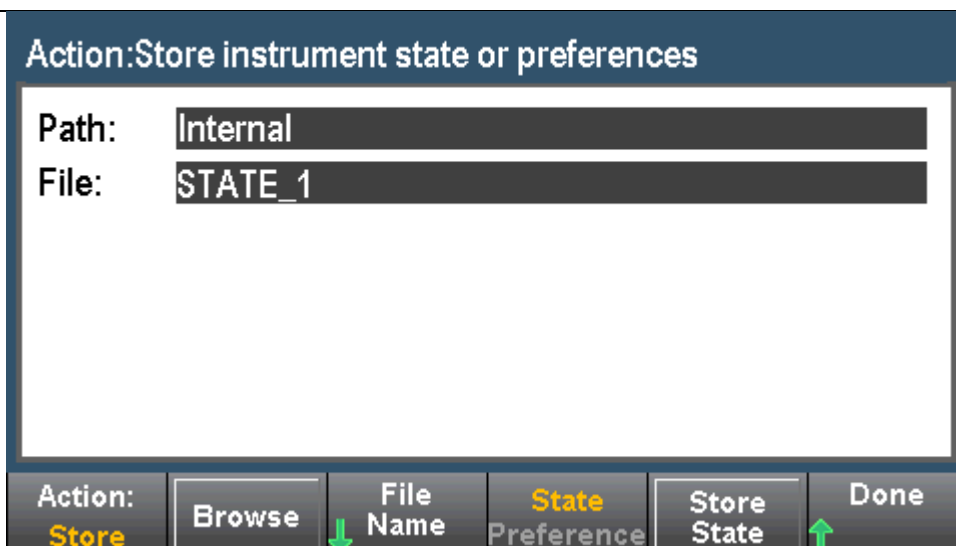 Action:Store instrument state or preferences
Path: Internal
File: STATE_1
Action:
Store
Browse
File
Name
State
Preference
Store
State
Done